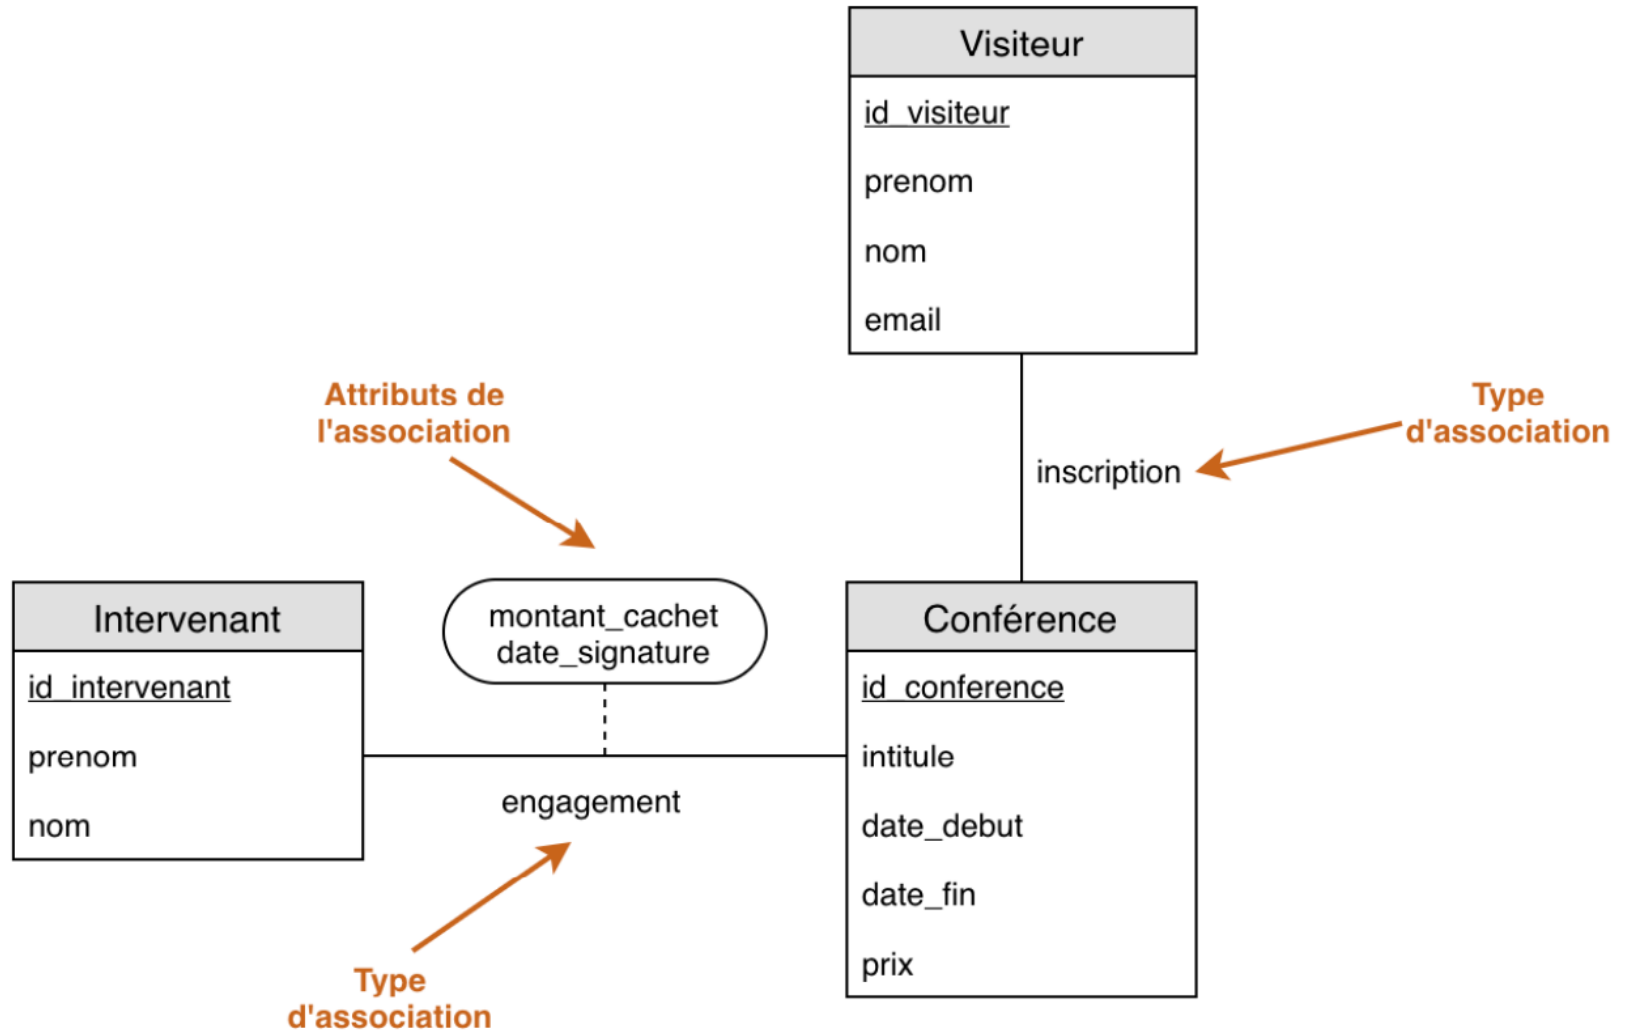 Visiteur
id_visiteur
prenom
nom
email
Attributs de
l'association
Type
d'association
inscription
Intervenant
id_intervenant
prenom
nom
montant_cachet
date_signature
engagement
Type
d'association
Conférence
id_conference
intitule
date_debut
date_fin
prix